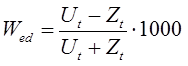 W_ed = (U_t − Z_t) / (U_t + Z_t) · 1000